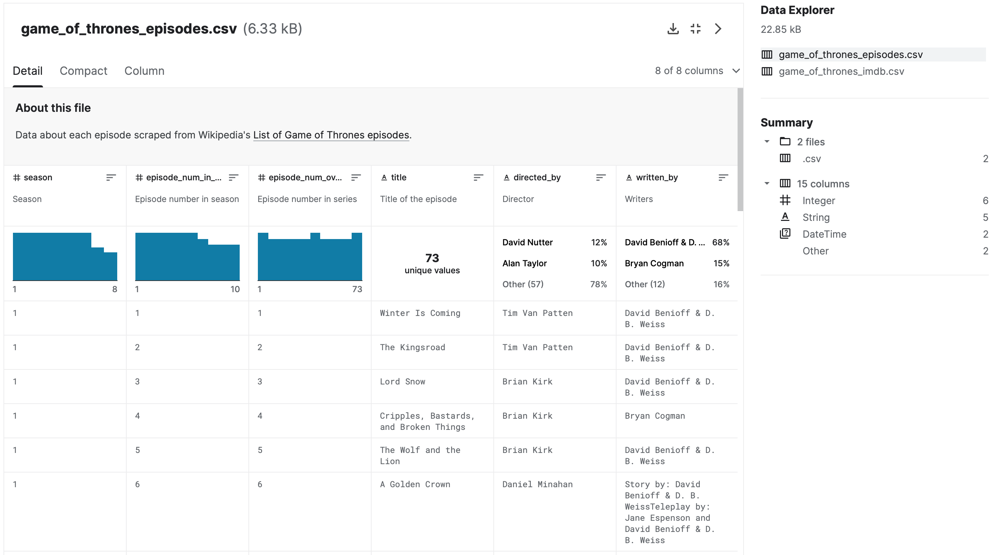 game_of_thrones_episodes.csv (6.33 kB)
Detail Compact Column 8 of 8 columns
About this file
Data about each episode scraped from Wikipedia's List of Game of Thrones episodes.
season episode_num_in_... episode_num_ov... title directed_by written_by
Season Episode number in season Episode number in series Title of the episode Director Writers
David Nutter 12% David Benioff & D. ... 68%
73
unique values
Alan Taylor 10% Bryan Cogman 15%
Other (57) 78% Other (12) 16%
1 8 1 10 1 73
1 1 1 Winter Is Coming Tim Van Patten David Benioff & D.
B. Weiss
1 2 2 The Kingsroad Tim Van Patten David Benioff & D.
B. Weiss
1 3 3 Lord Snow Brian Kirk David Benioff & D.
B. Weiss
1 4 4 Cripples, Bastards, Brian Kirk Bryan Cogman
and Broken Things
1 5 5 The Wolf and the Brian Kirk David Benioff & D.
Lion B. Weiss
1 6 6 A Golden Crown Daniel Minahan Story by: David
Benioff & D. B.
WeissTeleplay by:
Jane Espenson and
David Benioff & D.
B. Weiss
Data Explorer
22.85 kB
game_of_thrones_episodes.csv
game_of_thrones_imdb.csv
Summary
2 files
.csv 2
15 columns
Integer 6
String 5
DateTime 2
Other 2